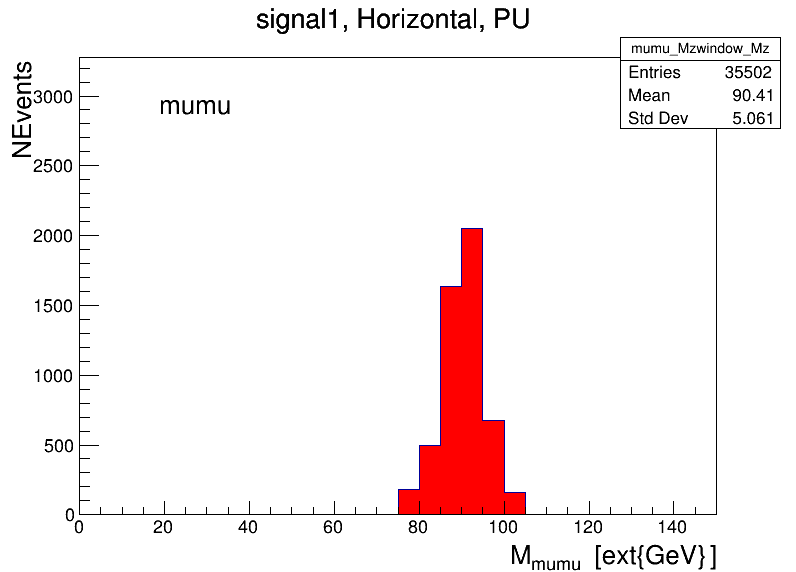 signal1, Horizontal, PU
mumu_Mzwindow_Mz
Entries 35502
Mean 90.41
Std Dev 5.061
NEvents
mumu
3000
2500
2000
1500
1000
500
0
0 20 40 60 80 100 120 140
M_mumu [ext{GeV}]